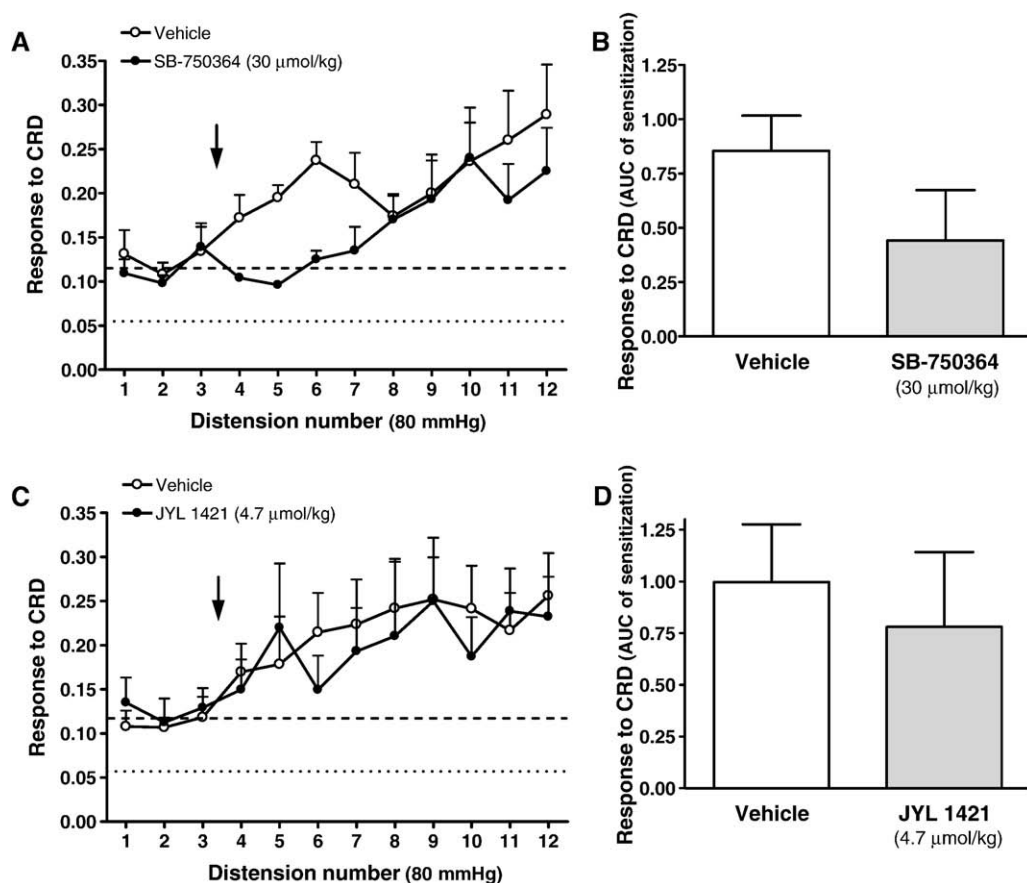 A
Vehicle
SB-750364 (30 µmol/kg)
Response to CRD
0.35
0.30
0.25
0.20
0.15
0.10
0.05
0.00
1 2 3 4 5 6 7 8 9 10 11 12
Distension number (80 mmHg)
B
Response to CRD (AUC of sensitization)
1.25
1.00
0.75
0.50
0.25
0.00
Vehicle
SB-750364
(30 µmol/kg)
C
Vehicle
JYL 1421 (4.7 µmol/kg)
Response to CRD
0.35
0.30
0.25
0.20
0.15
0.10
0.05
0.00
1 2 3 4 5 6 7 8 9 10 11 12
Distension number (80 mmHg)
D
Response to CRD (AUC of sensitization)
1.25
1.00
0.75
0.50
0.25
0.00
Vehicle
JYL 1421
(4.7 µmol/kg)